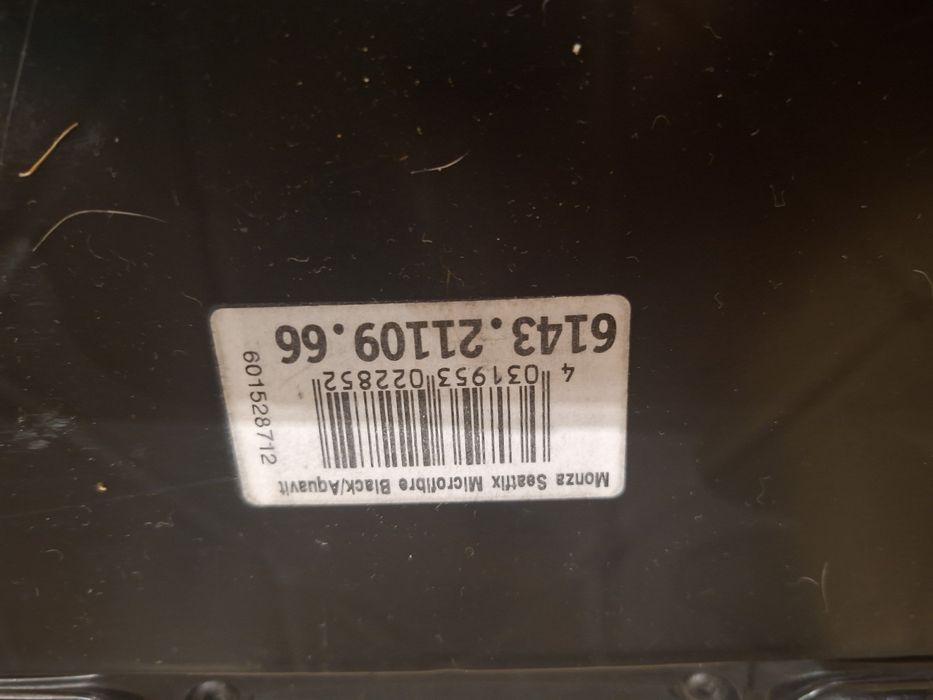 Monza Seatfix Microfibre Black/Aquavit
4 031953 022852
6143.21109.66
601528712